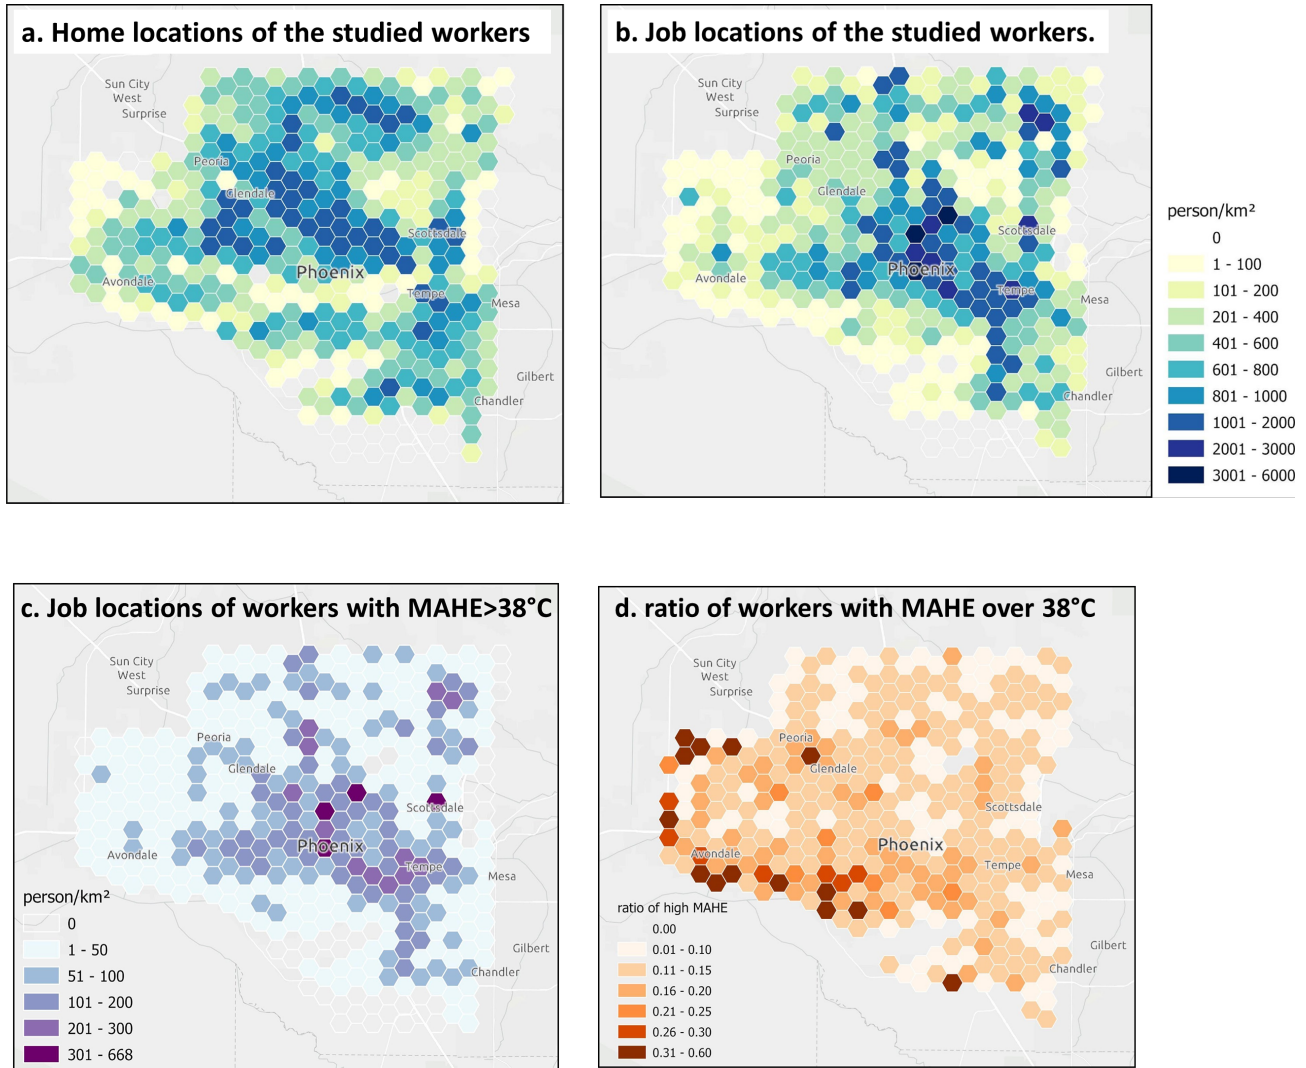 a. Home locations of the studied workers
Sun City
West
Surprise
Peoria
Glendale
Scottsdale
Phoenix
Avondale
Tempe
Mesa
Gilbert
Chandler
b. Job locations of the studied workers.
Sun City
West
Surprise
Peoria
Glendale
Scottsdale
Phoenix
Avondale
Tempe
Mesa
Gilbert
Chandler
person/km²
0
1 - 100
101 - 200
201 - 400
401 - 600
601 - 800
801 - 1000
1001 - 2000
2001 - 3000
3001 - 6000
c. Job locations of workers with MAHE>38°C
Sun City
West
Surprise
Peoria
Glendale
Scottsdale
Phoenix
Avondale
Tempe
Mesa
Gilbert
Chandler
person/km²
0
1 - 50
51 - 100
101 - 200
201 - 300
301 - 668
d. ratio of workers with MAHE over 38°C
Sun City
West
Surprise
Peoria
Glendale
Scottsdale
Phoenix
Avondale
Tempe
Mesa
Gilbert
Chandler
ratio of high MAHE
0.00
0.01 - 0.10
0.11 - 0.15
0.16 - 0.20
0.21 - 0.25
0.26 - 0.30
0.31 - 0.60